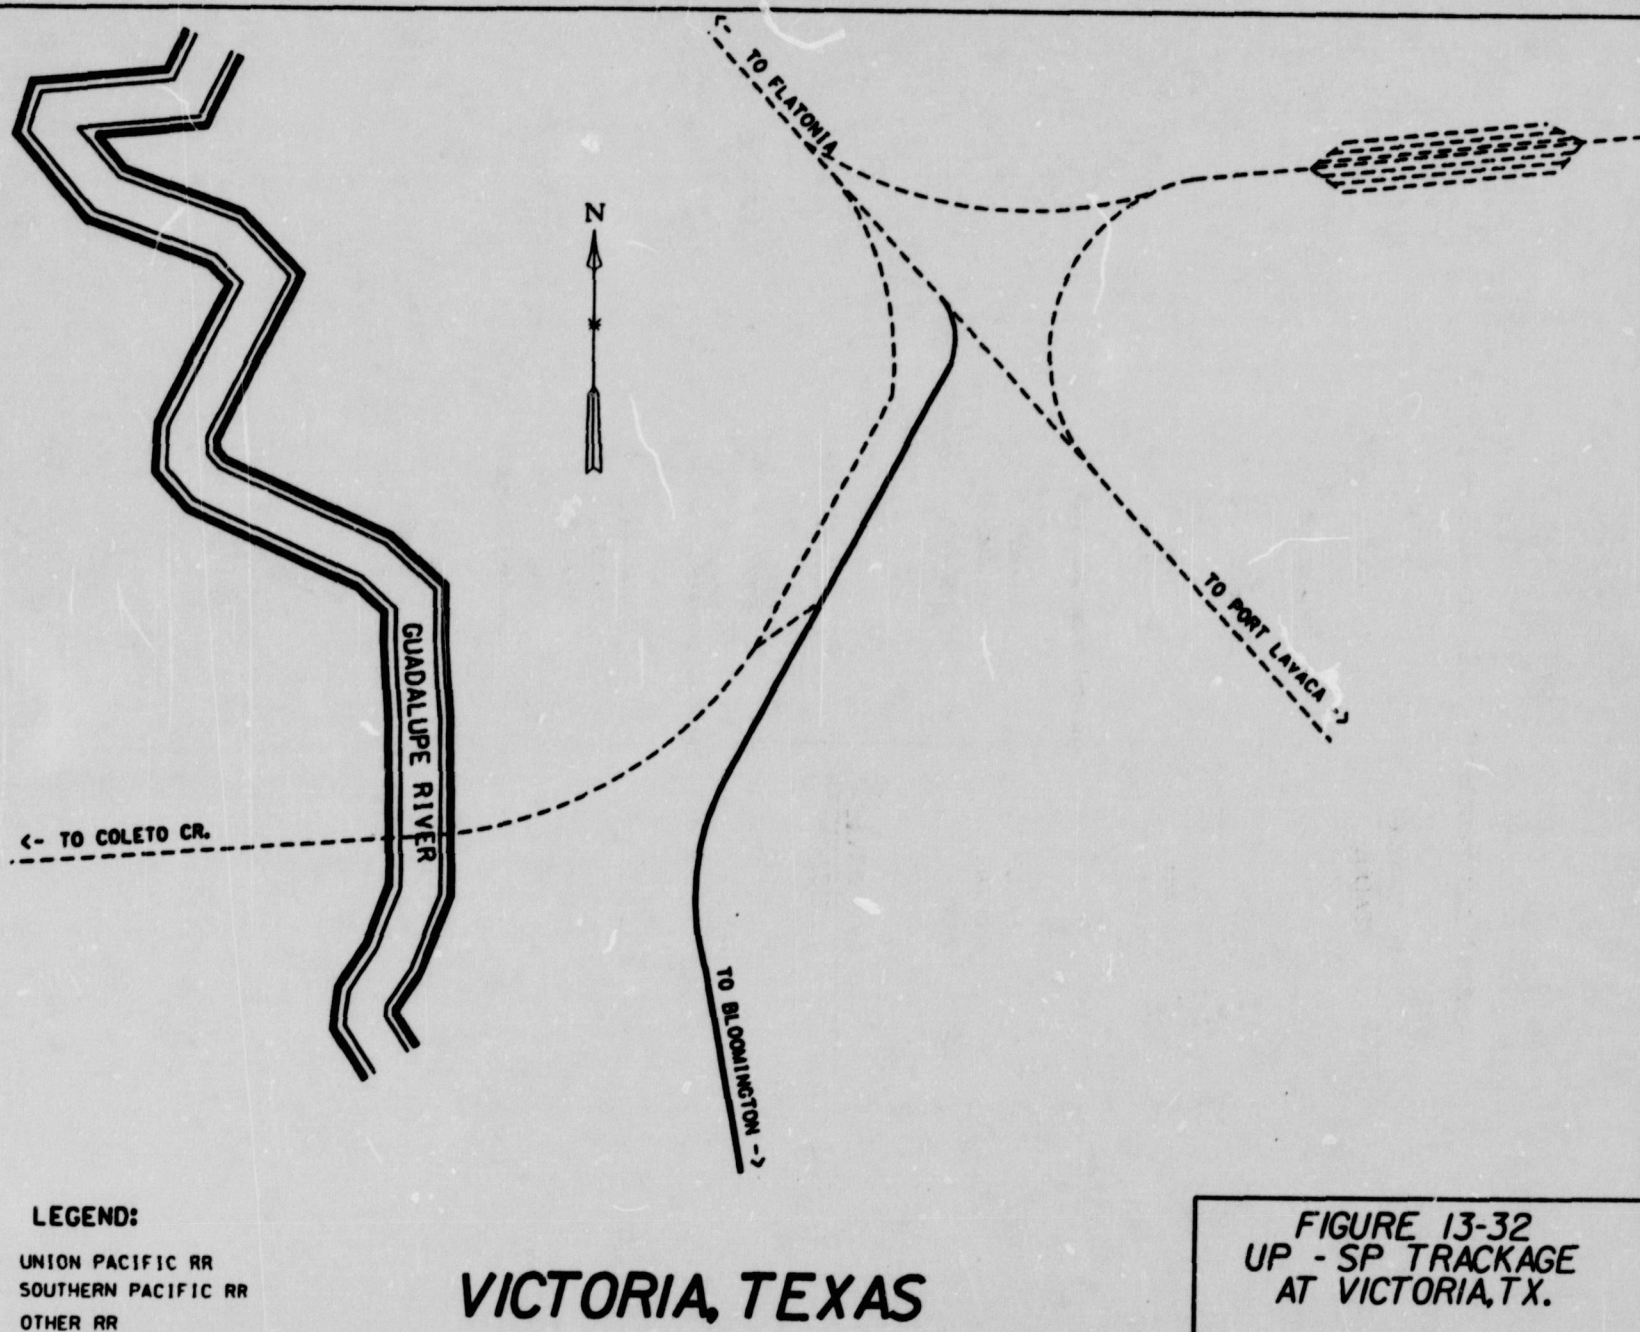 <-
TO FLATONIA
N
TO PORT LAVACA ->
GUADALUPE RIVER
<- TO COLETO CR.
TO BLOOMINGTON ->
LEGEND:
UNION PACIFIC RR
SOUTHERN PACIFIC RR
OTHER RR
VICTORIA, TEXAS
FIGURE 13-32
UP - SP TRACKAGE
AT VICTORIA, TX.